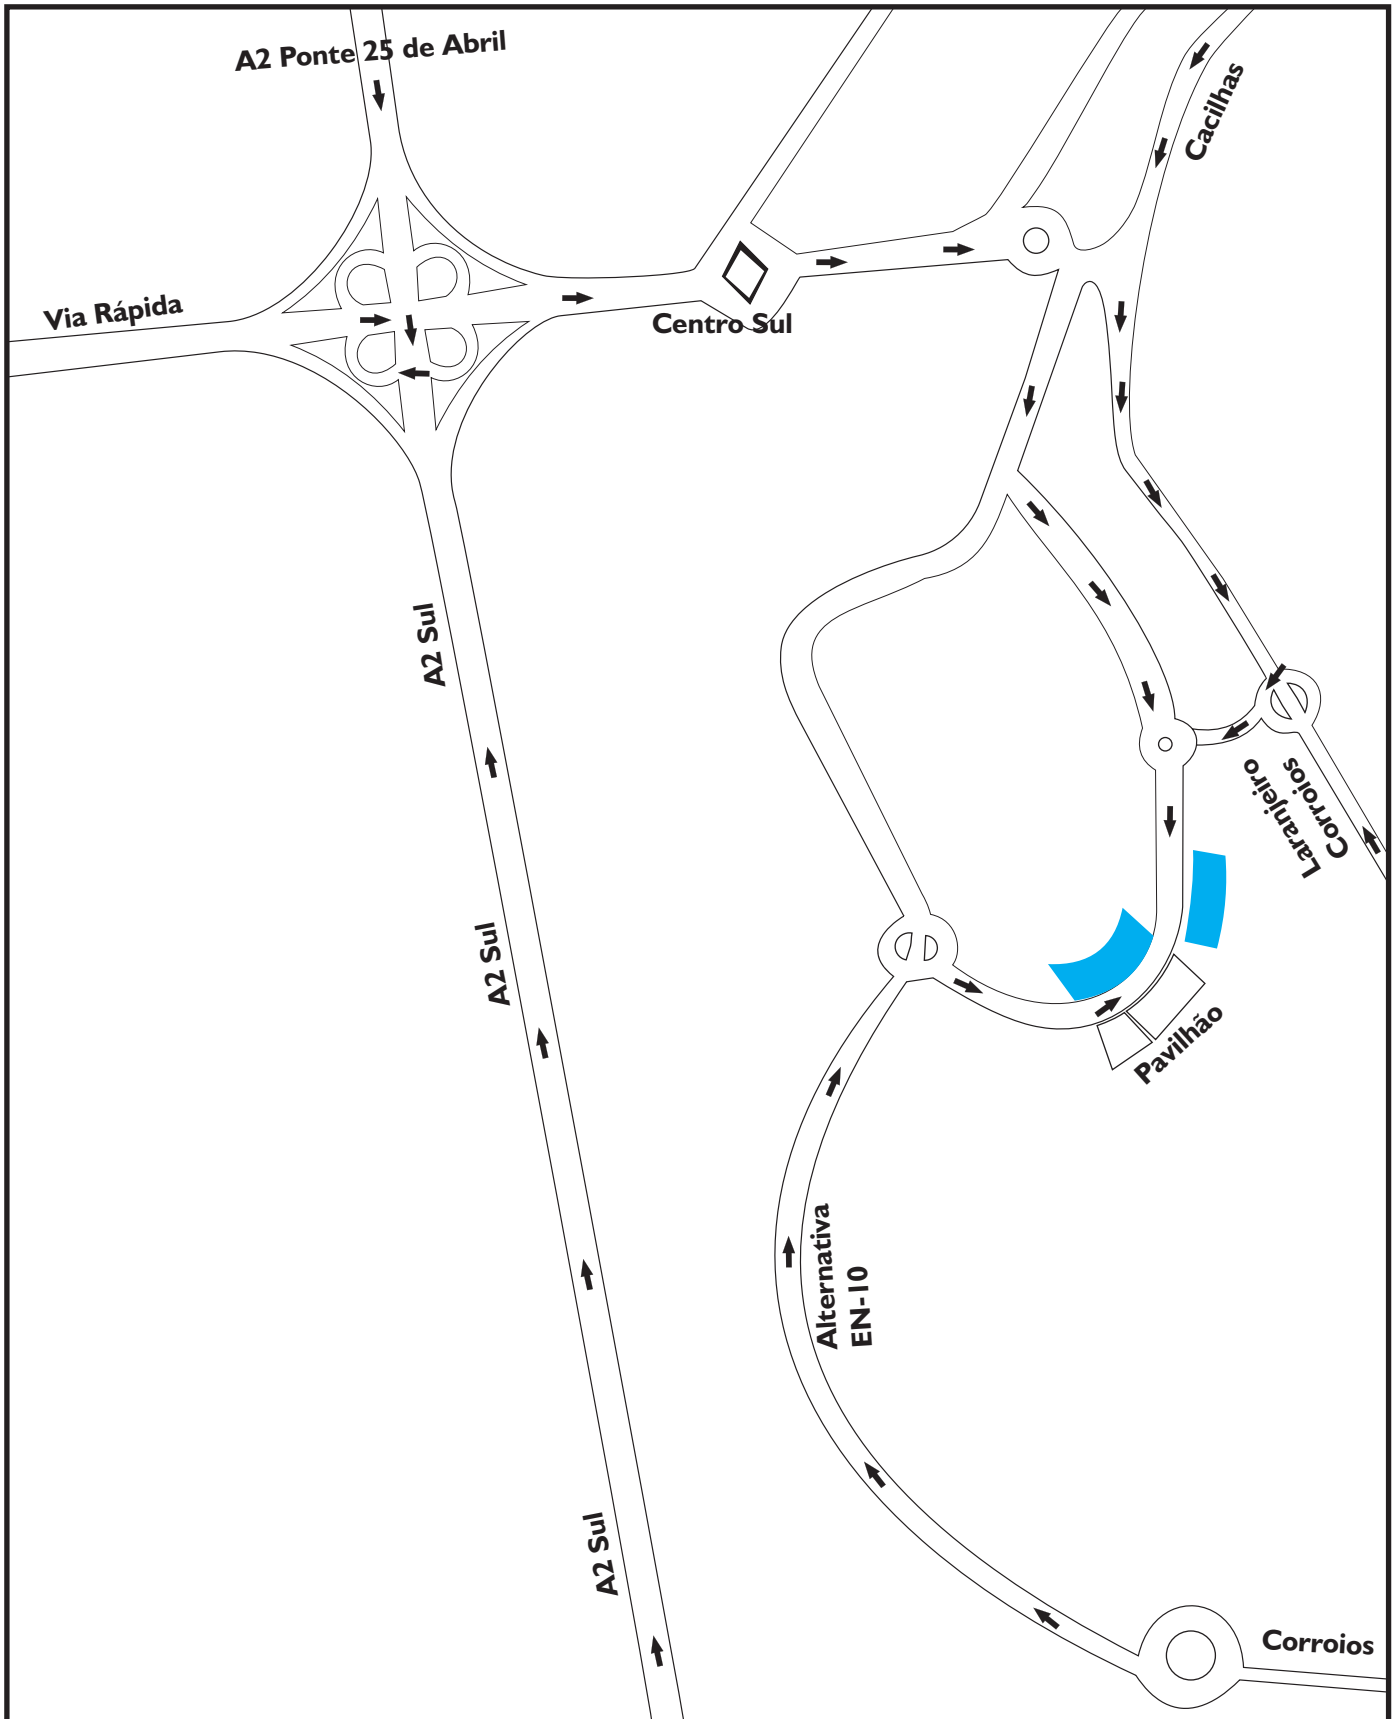 A2 Ponte 25 de Abril
Cacilhas
Via Rápida
Centro Sul
A2 Sul
Laranjeiro
Corroios
A2 Sul
Pavilhão
Alternativa
EN-10
A2 Sul
Corroios